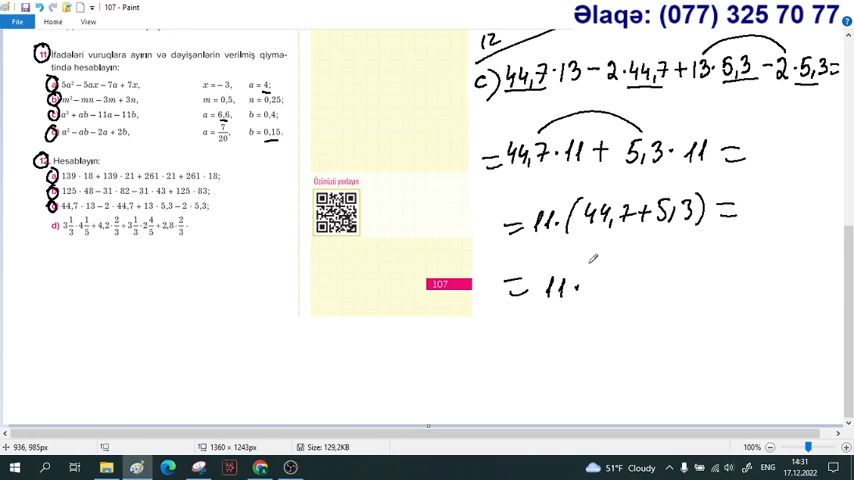 107 - Paint
Əlaqə: (077) 325 70 77
File Home View
11. İfadələri vuruqlara ayırın və dəyişənlərin verilmiş qiymə-
tində hesablayın:
a) 5a² − 5ax − 7a + 7x, x = − 3, a = 4;
b) m² − mn − 3m + 3n, m = 0,5, n = 0,25;
c) a² + ab − 11a − 11b, a = 6,6, b = 0,4;
d) a² − ab − 2a + 2b, a = 7/20, b = 0,15.
12. Hesablayın:
a) 139 · 18 + 139 · 21 + 261 · 21 + 261 · 18;
b) 125 · 48 − 31 · 82 − 31 · 43 + 125 · 83;
c) 44,7 · 13 − 2 · 44,7 + 13 · 5,3 − 2 · 5,3;
d) 3 1/3 · 4 1/5 + 4,2 · 2/3 + 3 1/3 · 2 4/5 + 2,8 · 2/3.
Özünüzü yoxlayın
107
12
c) 44,7 · 13 − 2 · 44,7 + 13 · 5,3 − 2 · 5,3 =
= 44,7 · 11 + 5,3 · 11 =
= 11 · (44,7 + 5,3) =
= 11 ·
936, 985px 1360 × 1243px Size: 129,2KB 100%
51°F Cloudy ENG 14:31
17.12.2022